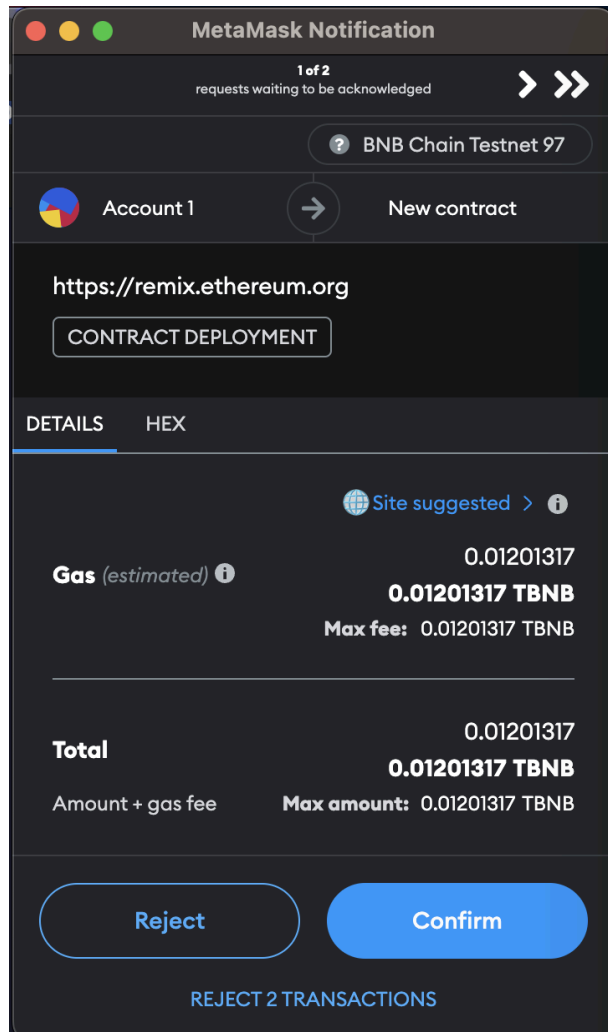 MetaMask Notification
1 of 2
requests waiting to be acknowledged
BNB Chain Testnet 97
Account 1
New contract
https://remix.ethereum.org
CONTRACT DEPLOYMENT
DETAILS HEX
Site suggested >
0.01201317
Gas (estimated)
0.01201317 TBNB
Max fee: 0.01201317 TBNB
0.01201317
Total
0.01201317 TBNB
Amount + gas fee Max amount: 0.01201317 TBNB
Reject Confirm
REJECT 2 TRANSACTIONS